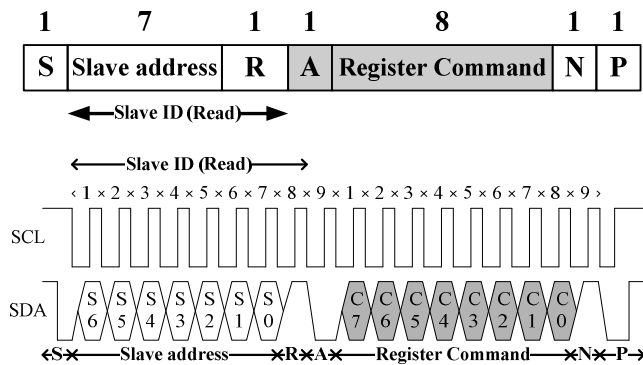 1 7 1 1 8 1 1
S Slave address R A Register Command N P
Slave ID (Read)
Slave ID (Read)
‹ 1 × 2 × 3 × 4 × 5 × 6 × 7 × 8 × 9 × 1 × 2 × 3 × 4 × 5 × 6 × 7 × 8 × 9 ›
SCL
SDA
S6 S5 S4 S3 S2 S1 S0 C7 C6 C5 C4 C3 C2 C1 C0
S Slave address R A Register Command N P